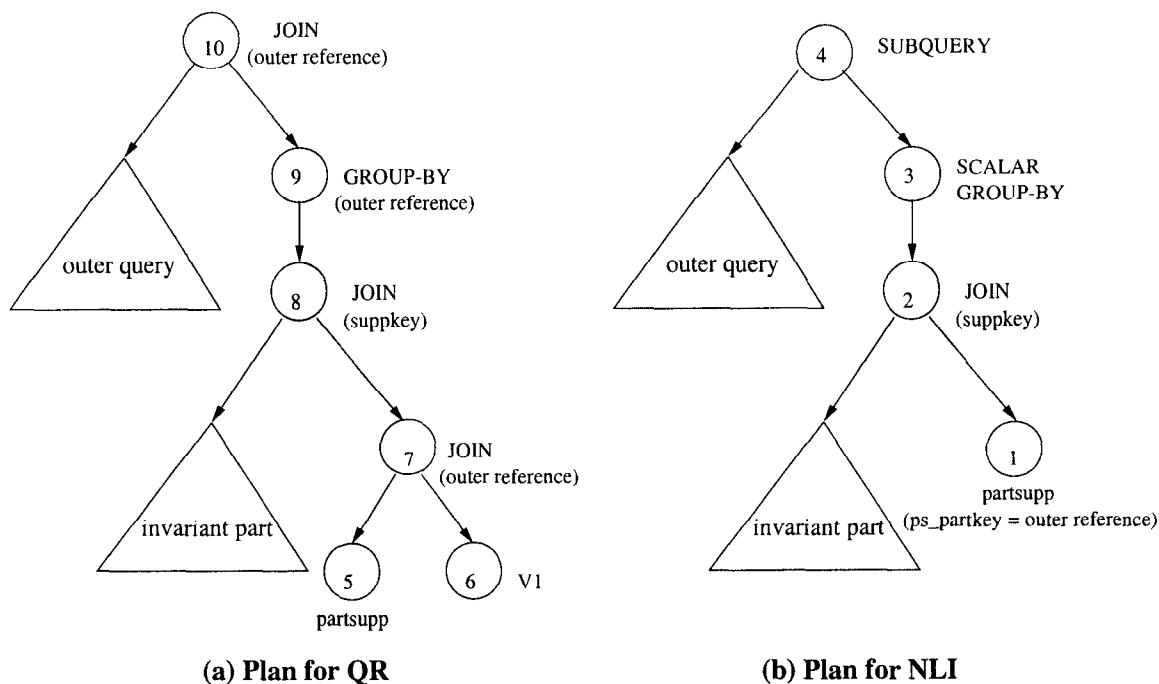 10
JOIN
(outer reference)
9
GROUP-BY
(outer reference)
outer query
8
JOIN
(suppkey)
7
JOIN
(outer reference)
invariant part
5
partsupp
6
V1
(a) Plan for QR
4
SUBQUERY
3
SCALAR
GROUP-BY
outer query
2
JOIN
(suppkey)
1
partsupp
(ps_partkey = outer reference)
invariant part
(b) Plan for NLI